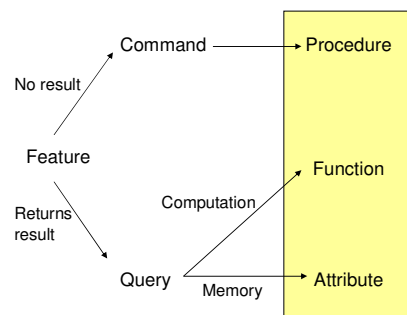 Command
Procedure
No result
Feature
Function
Computation
Returns
result
Query
Memory
Attribute